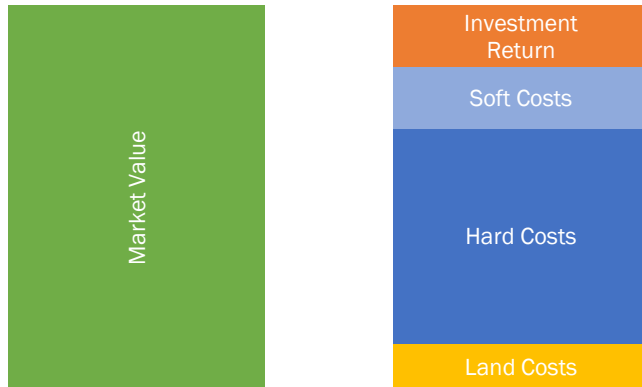 Market Value
Investment
Return
Soft Costs
Hard Costs
Land Costs